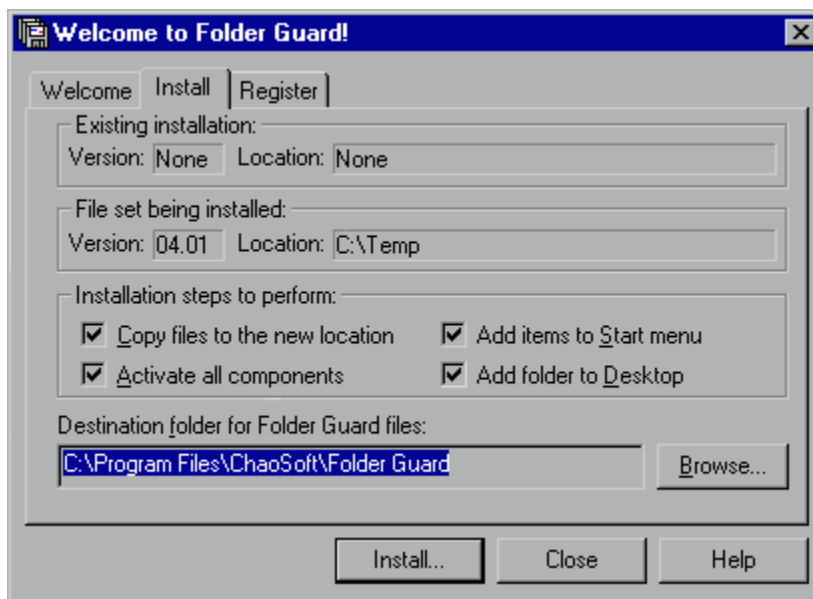 Welcome to Folder Guard!
Welcome Install Register
Existing installation:
Version: None Location: None
File set being installed:
Version: 04.01 Location: C:\Temp
Installation steps to perform:
Copy files to the new location Add items to Start menu
Activate all components Add folder to Desktop
Destination folder for Folder Guard files:
C:\Program Files\ChaoSoft\Folder Guard Browse...
Install... Close Help